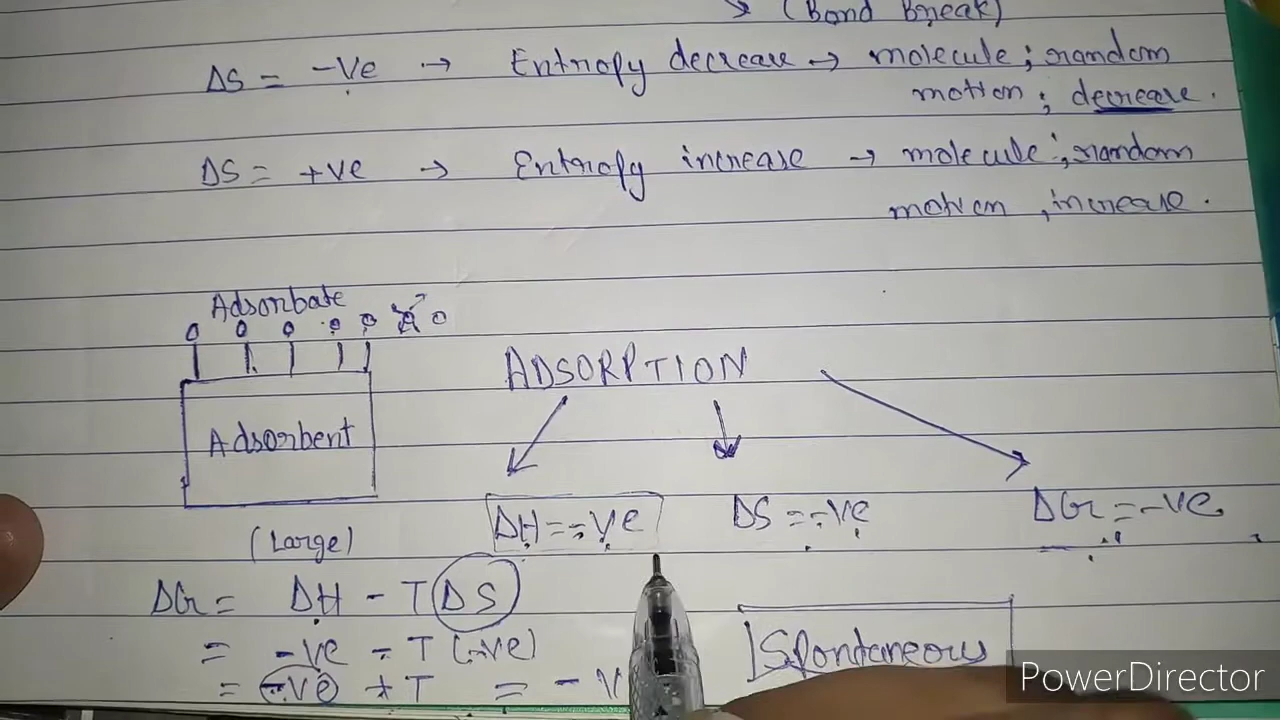 (Bond Break)
ΔS = -Ve → Entropy decrease → molecule ; random
motion ; decrease .
ΔS = +ve → Entropy increase → molecule ; random
motion , increase .
Adsorbate
ADSORPTION
Adsorbent
(Large)
ΔH = -ve ΔS = -ve ΔG = -ve
ΔG = ΔH - T(ΔS)
= -ve - T (-ve)
= -ve + T = - v
Spontaneous
PowerDirector